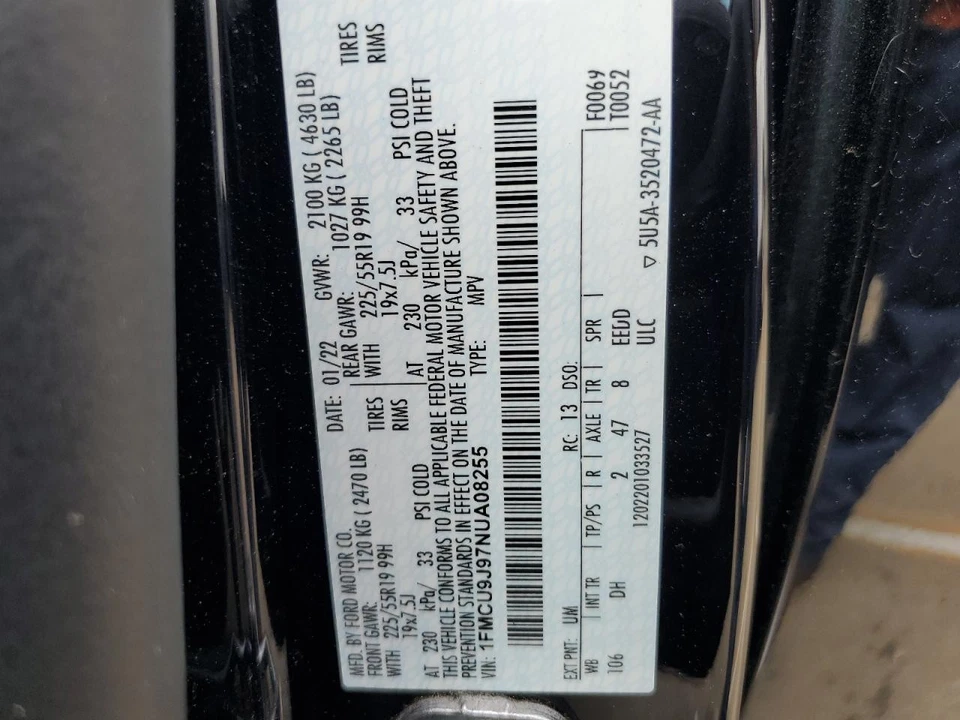 MFD. BY FORD MOTOR CO. DATE: 01/22 GVWR: 2100 KG ( 4630 LB)
FRONT GAWR: 1120 KG ( 2470 LB) REAR GAWR: 1027 KG ( 2265 LB)
WITH 225/55R19 99H TIRES WITH 225/55R19 99H TIRES
19x7.5J RIMS 19x7.5J RIMS
AT 230 kPa/ 33 PSI COLD AT 230 kPa/ 33 PSI COLD
THIS VEHICLE CONFORMS TO ALL APPLICABLE FEDERAL MOTOR VEHICLE SAFETY AND THEFT
PREVENTION STANDARDS IN EFFECT ON THE DATE OF MANUFACTURE SHOWN ABOVE.
VIN: 1FMCU9J97NUA08255 TYPE: MPV
EXT PNT: UM RC: 13 DSO: F0069
WB INT TR TP/PS R AXLE TR SPR T0052
106 DH 2 47 8 EEDD
1202201033527 ULC ▽ 5U5A-3520472-AA